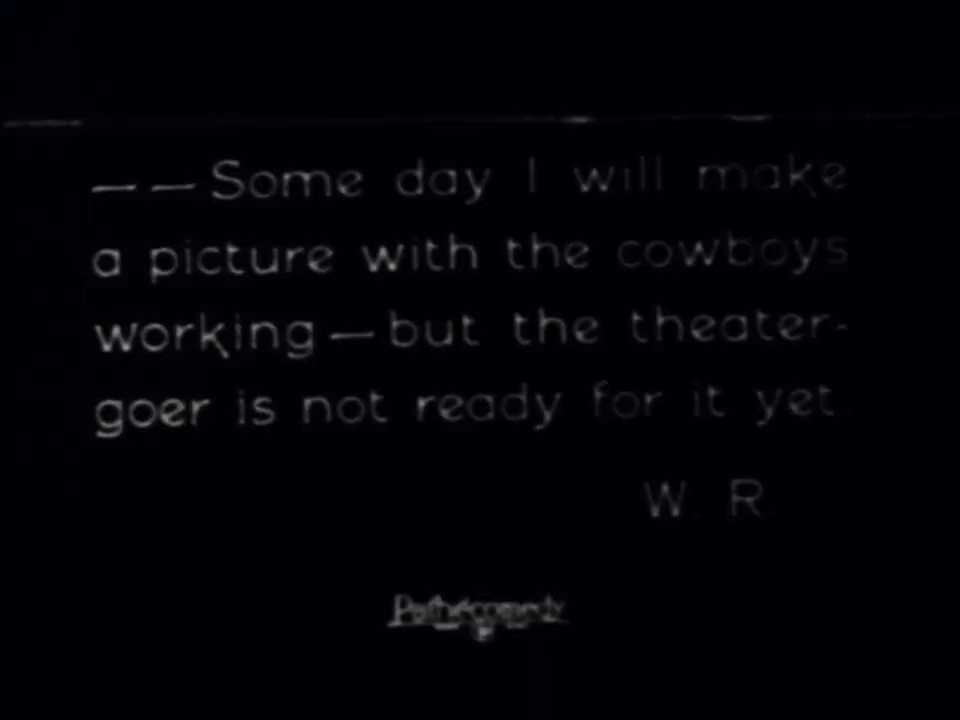 — — Some day I will make
a picture with the cowboys
working — but the theater-
goer is not ready for it yet.
W. R.
Pathécomedy